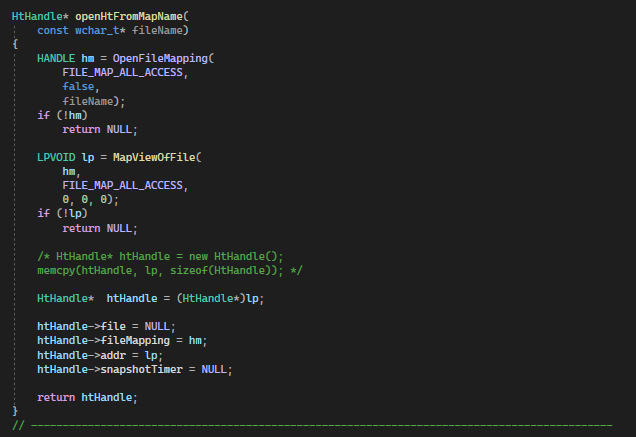 HtHandle* openHtFromMapName(
    const wchar_t* fileName)
{
    HANDLE hm = OpenFileMapping(
        FILE_MAP_ALL_ACCESS,
        false,
        fileName);
    if (!hm)
        return NULL;

    LPVOID lp = MapViewOfFile(
        hm,
        FILE_MAP_ALL_ACCESS,
        0, 0, 0);
    if (!lp)
        return NULL;

    /* HtHandle* htHandle = new HtHandle();
    memcpy(htHandle, lp, sizeof(HtHandle)); */

    HtHandle*  htHandle = (HtHandle*)lp;

    htHandle->file = NULL;
    htHandle->fileMapping = hm;
    htHandle->addr = lp;
    htHandle->snapshotTimer = NULL;

    return htHandle;
}
// --------------------------------------------------------------------------------------------